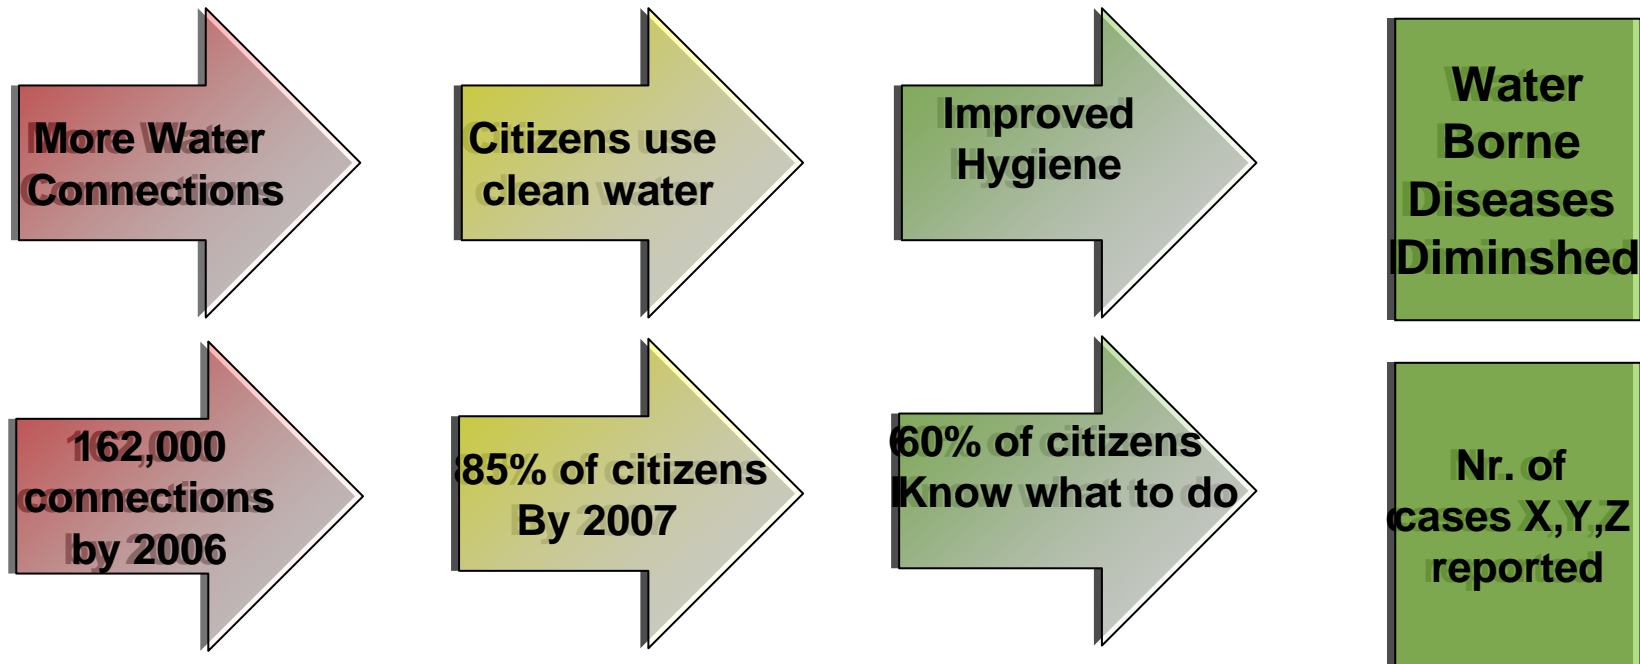 More Water
Connections
Citizens use
clean water
Improved
Hygiene
Water
Borne
Diseases
Diminshed
162,000
connections
by 2006
85% of citizens
By 2007
60% of citizens
Know what to do
Nr. of
cases X,Y,Z
reported